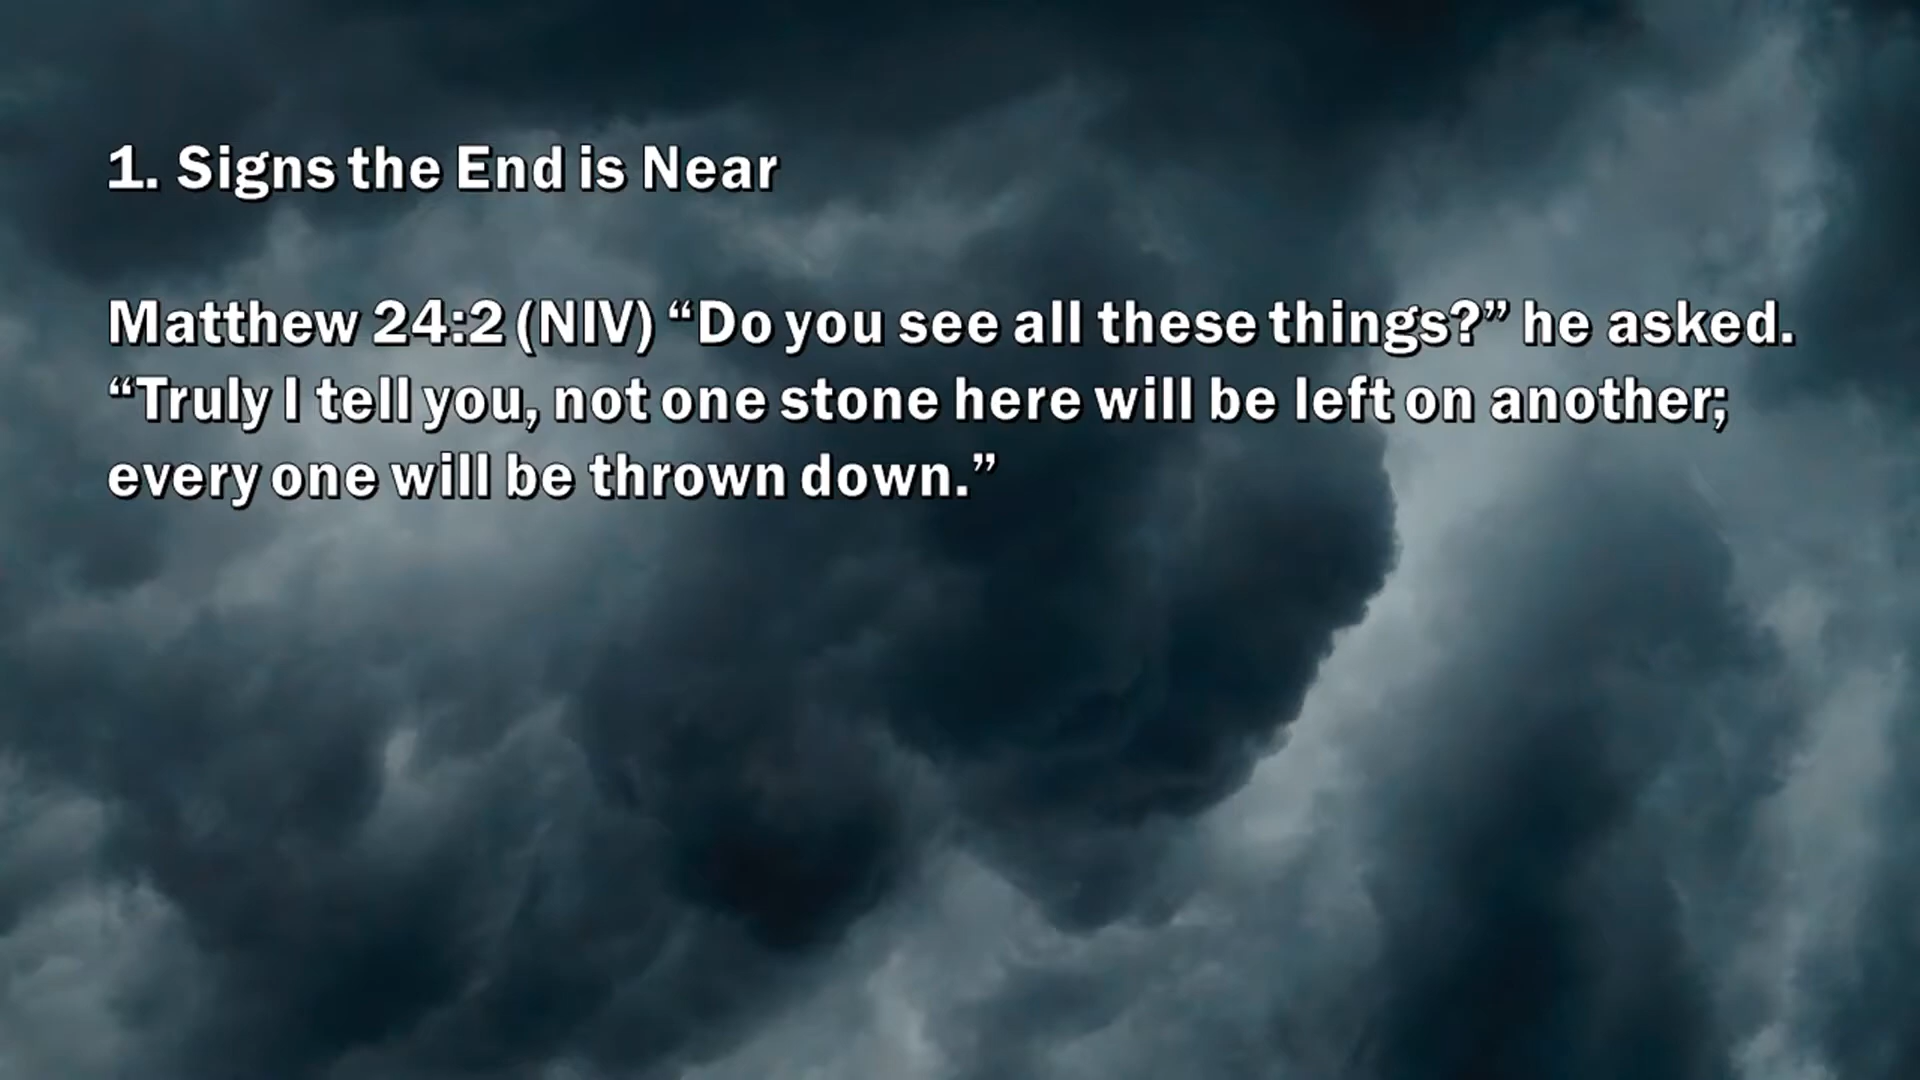 1. Signs the End is Near
Matthew 24:2 (NIV) “Do you see all these things?” he asked.
“Truly I tell you, not one stone here will be left on another;
every one will be thrown down.”